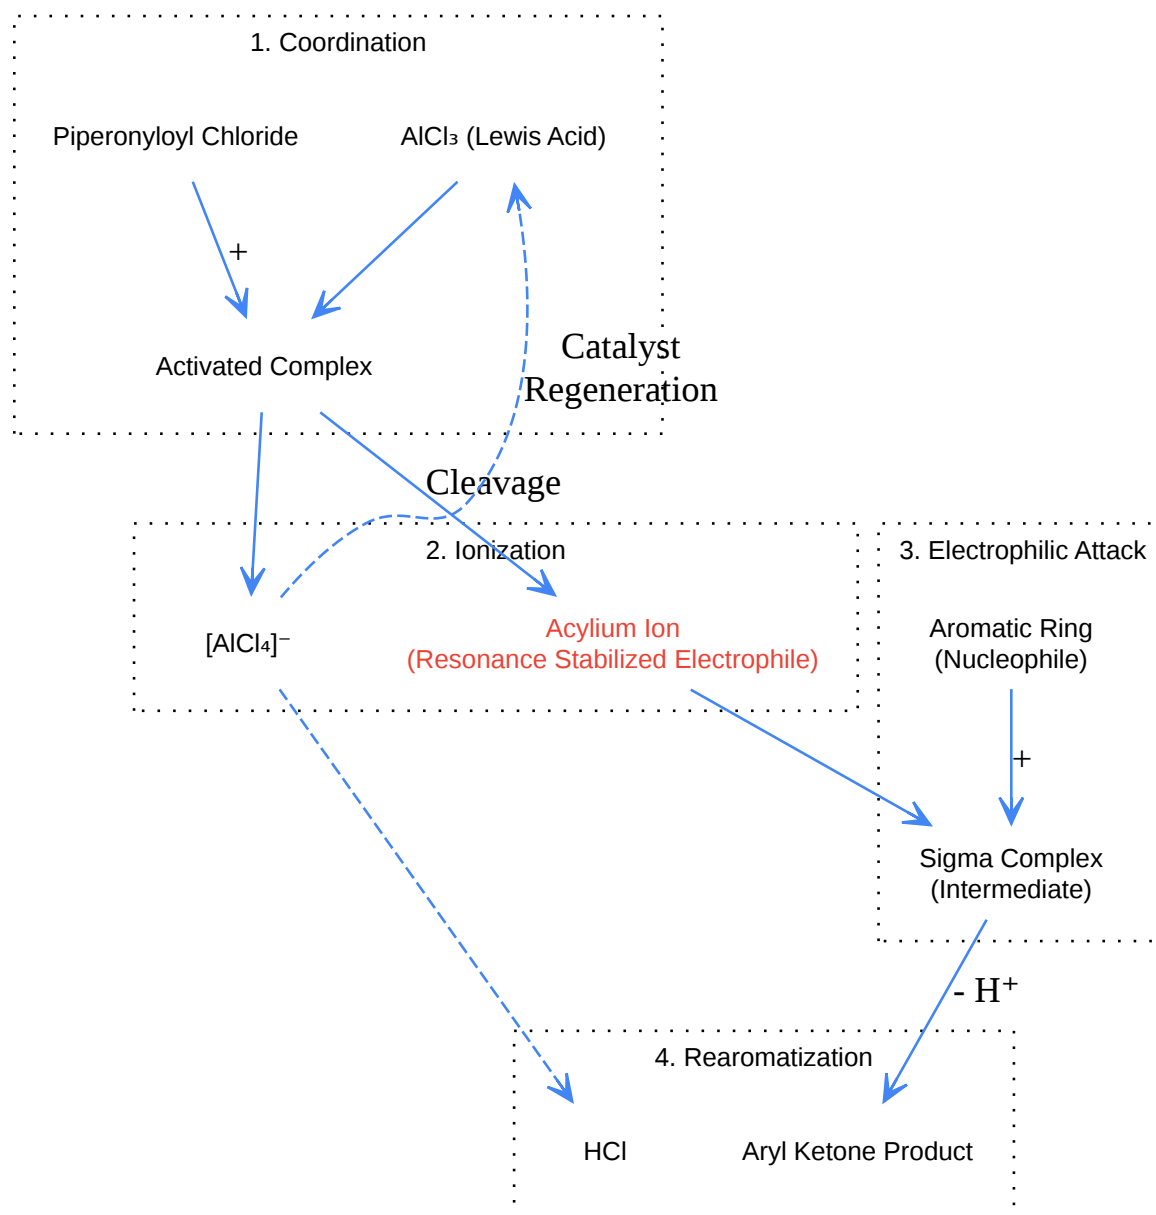 1. Coordination
Piperonyloyl Chloride
AlCl₃ (Lewis Acid)
+
Activated Complex
Catalyst
Regeneration
Cleavage
2. Ionization
[AlCl₄]⁻
Acylium Ion
(Resonance Stabilized Electrophile)
3. Electrophilic Attack
Aromatic Ring
(Nucleophile)
+
Sigma Complex
(Intermediate)
- H⁺
4. Rearomatization
HCl
Aryl Ketone Product